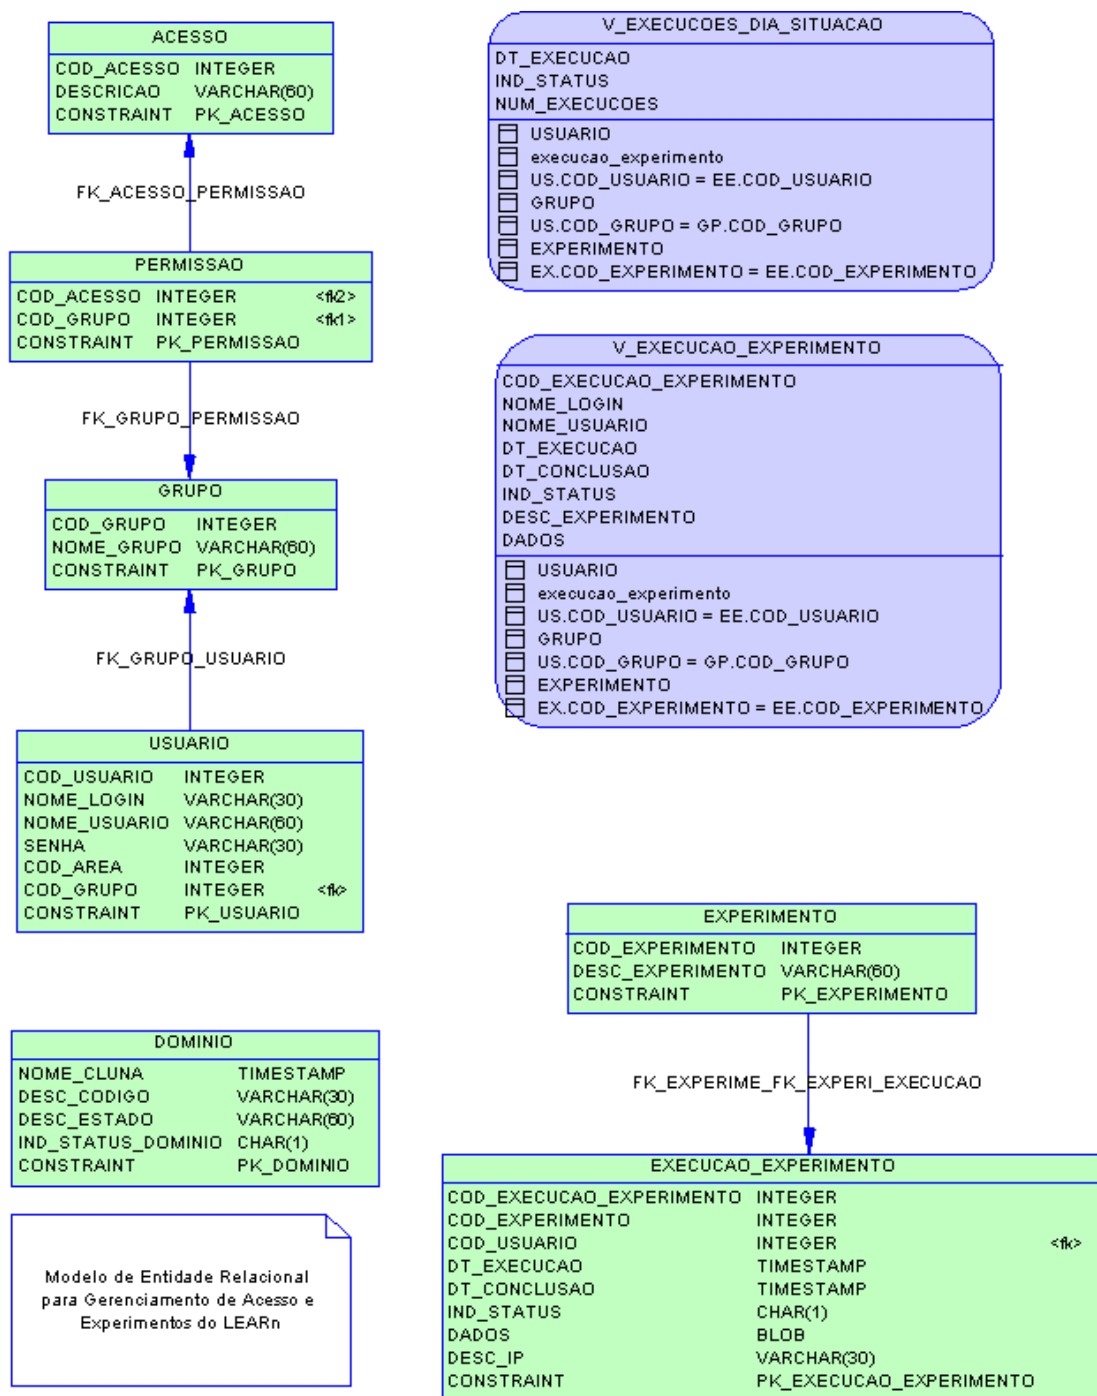 ACESSO
COD_ACESSO INTEGER
DESCRICAO VARCHAR(60)
CONSTRAINT PK_ACESSO
FK_ACESSO_PERMISSAO
PERMISSAO
COD_ACESSO INTEGER <fk2>
COD_GRUPO INTEGER <fk1>
CONSTRAINT PK_PERMISSAO
FK_GRUPO_PERMISSAO
GRUPO
COD_GRUPO INTEGER
NOME_GRUPO VARCHAR(60)
CONSTRAINT PK_GRUPO
FK_GRUPO_USUARIO
USUARIO
COD_USUARIO INTEGER
NOME_LOGIN VARCHAR(30)
NOME_USUARIO VARCHAR(60)
SENHA VARCHAR(30)
COD_AREA INTEGER
COD_GRUPO INTEGER <fk>
CONSTRAINT PK_USUARIO
DOMINIO
NOME_CLUNA TIMESTAMP
DESC_CODIGO VARCHAR(30)
DESC_ESTADO VARCHAR(60)
IND_STATUS_DOMINIO CHAR(1)
CONSTRAINT PK_DOMINIO
Modelo de Entidade Relacional
para Gerenciamento de Acesso e
Experimentos do LEARn
V_EXECUCOES_DIA_SITUACAO
DT_EXECUCAO
IND_STATUS
NUM_EXECUCOES
USUARIO
execucao_experimento
US.COD_USUARIO = EE.COD_USUARIO
GRUPO
US.COD_GRUPO = GP.COD_GRUPO
EXPERIMENTO
EX.COD_EXPERIMENTO = EE.COD_EXPERIMENTO
V_EXECUCAO_EXPERIMENTO
COD_EXECUCAO_EXPERIMENTO
NOME_LOGIN
NOME_USUARIO
DT_EXECUCAO
DT_CONCLUSAO
IND_STATUS
DESC_EXPERIMENTO
DADOS
USUARIO
execucao_experimento
US.COD_USUARIO = EE.COD_USUARIO
GRUPO
US.COD_GRUPO = GP.COD_GRUPO
EXPERIMENTO
EX.COD_EXPERIMENTO = EE.COD_EXPERIMENTO
EXPERIMENTO
COD_EXPERIMENTO INTEGER
DESC_EXPERIMENTO VARCHAR(60)
CONSTRAINT PK_EXPERIMENTO
FK_EXPERIME_FK_EXPERI_EXECUCAO
EXECUCAO_EXPERIMENTO
COD_EXECUCAO_EXPERIMENTO INTEGER
COD_EXPERIMENTO INTEGER
COD_USUARIO INTEGER <fk>
DT_EXECUCAO TIMESTAMP
DT_CONCLUSAO TIMESTAMP
IND_STATUS CHAR(1)
DADOS BLOB
DESC_IP VARCHAR(30)
CONSTRAINT PK_EXECUCAO_EXPERIMENTO